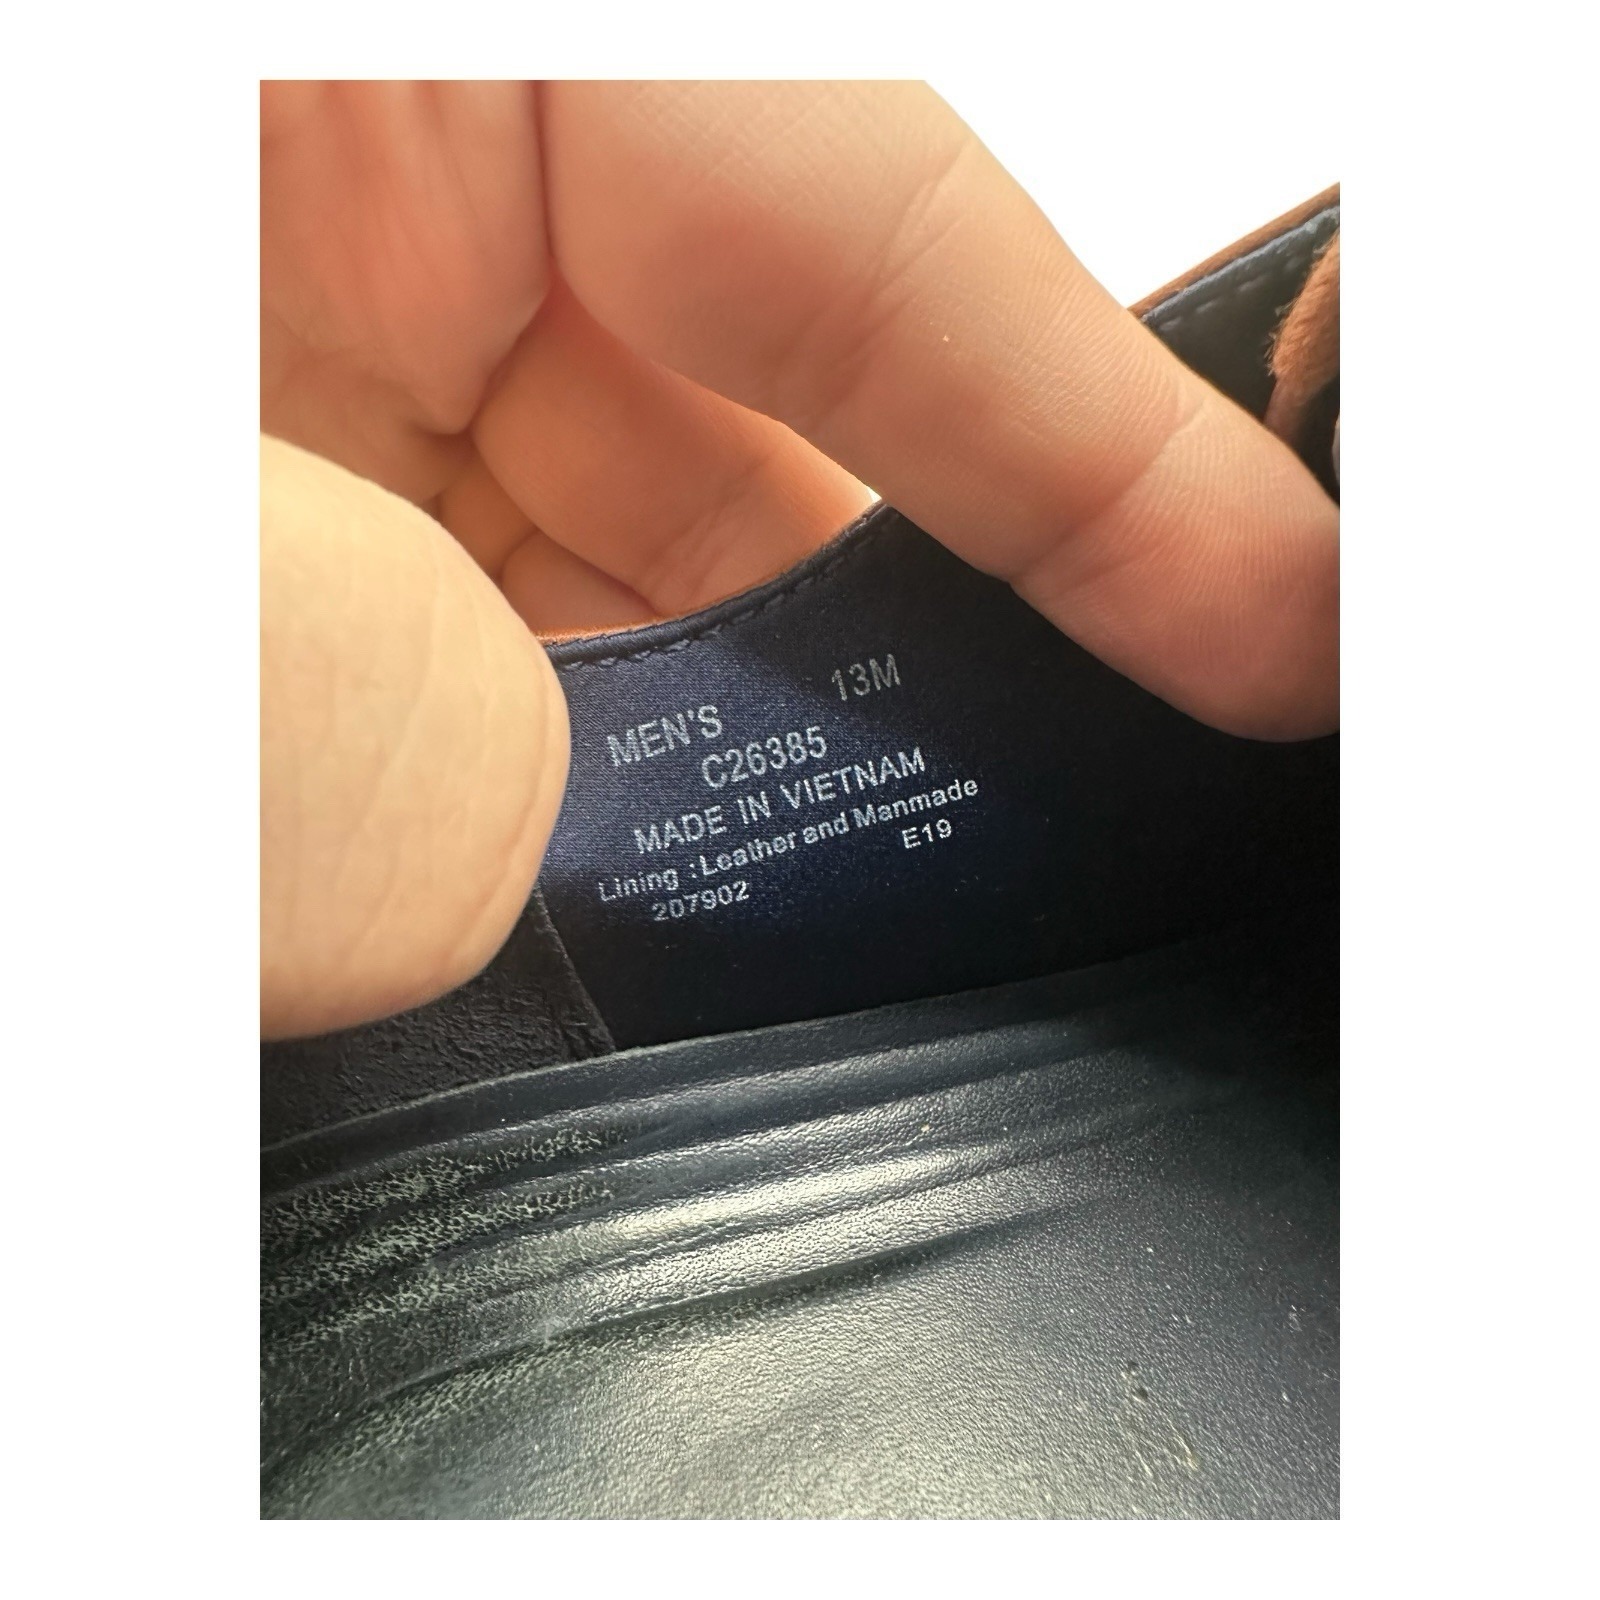 MEN'S 13M
C26385
MADE IN VIETNAM
Lining :Leather and Manmade
207902 E19